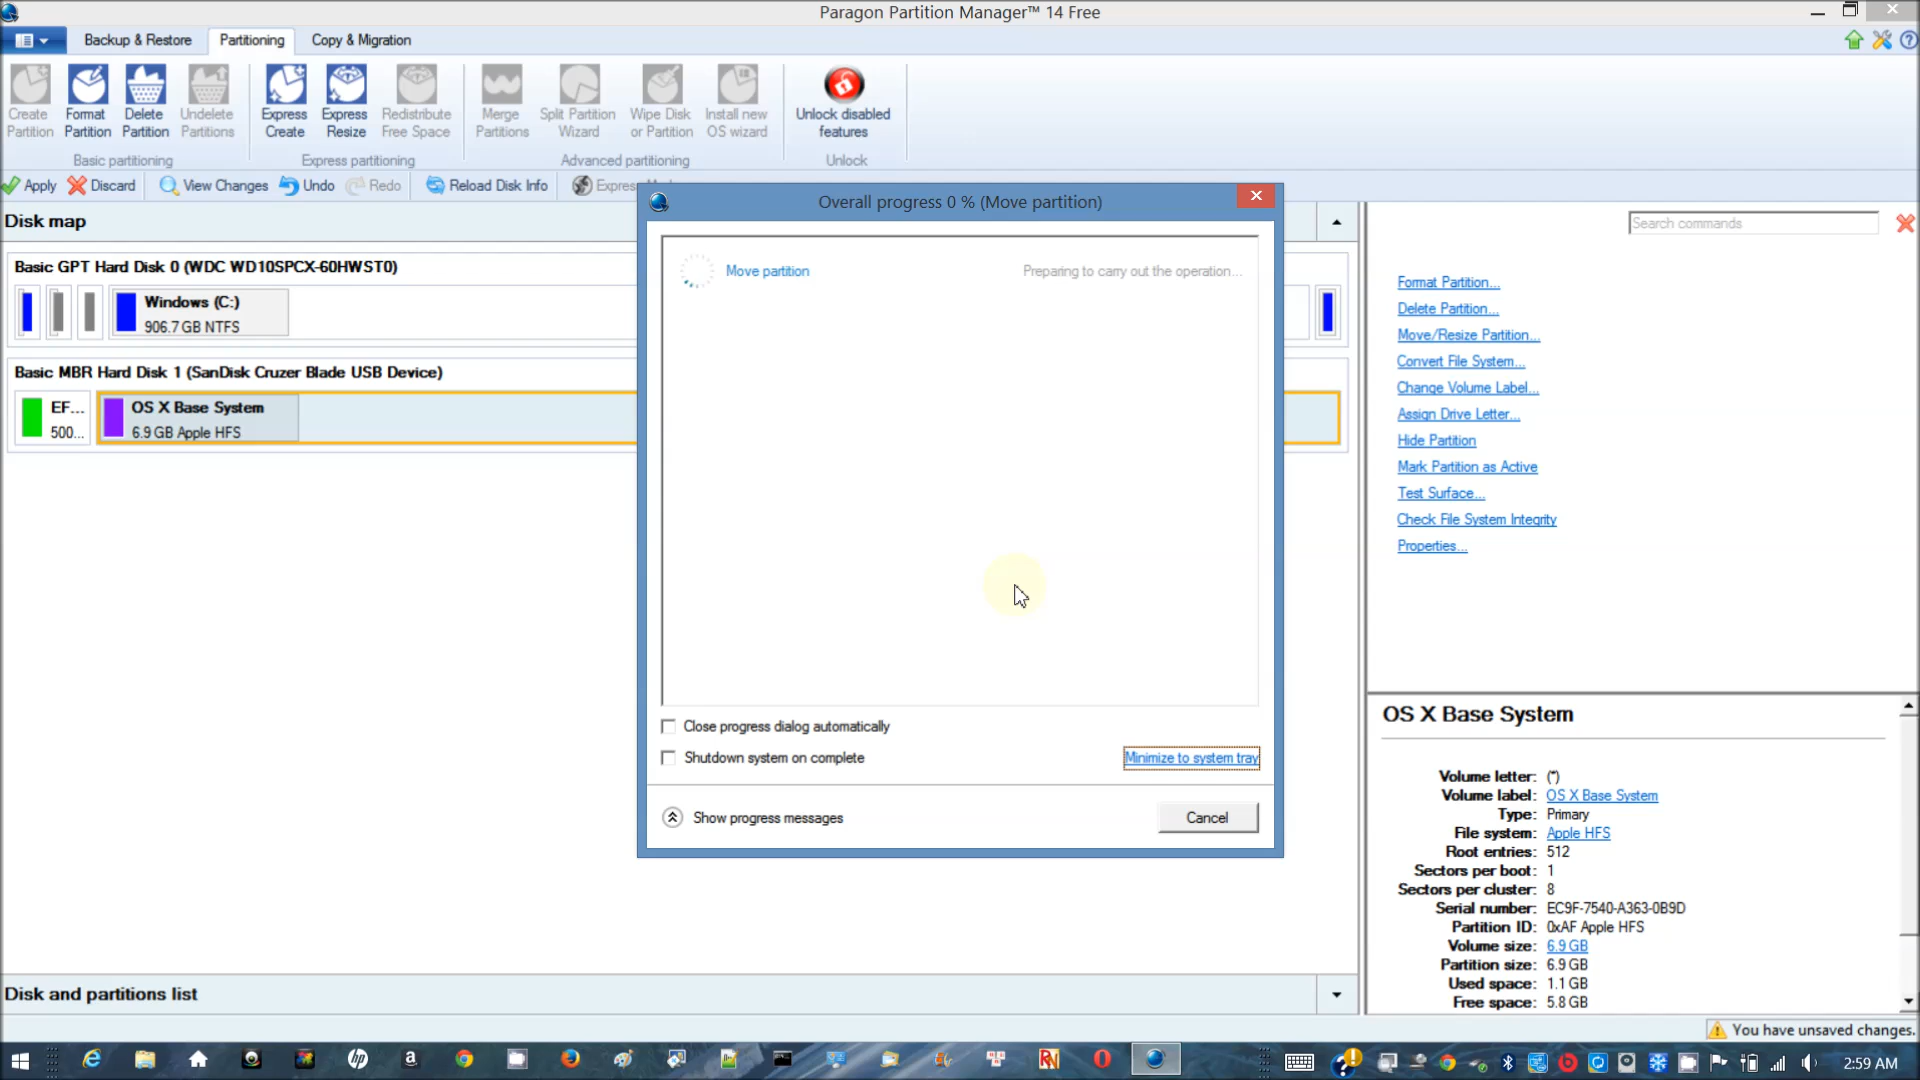 Paragon Partition Manager™ 14 Free
Backup & Restore
Partitioning
Copy & Migration
Create Partition
Format Partition
Delete Partition
Undelete Partitions
Basic partitioning
Express Create
Express Resize
Redistribute Free Space
Express partitioning
Merge Partitions
Split Partition Wizard
Wipe Disk or Partition
Install new OS wizard
Advanced partitioning
Unlock disabled features
Unlock
Apply
Discard
View Changes
Undo
Redo
Reload Disk Info
Disk map
Search commands
Basic GPT Hard Disk 0 (WDC WD10SPCX-60HWST0)
Windows (C:)
906.7 GB NTFS
Basic MBR Hard Disk 1 (SanDisk Cruzer Blade USB Device)
EF...
500...
OS X Base System
6.9 GB Apple HFS
Overall progress 0 % (Move partition)
Move partition
Preparing to carry out the operation...
Close progress dialog automatically
Shutdown system on complete
Minimize to system tray
Show progress messages
Cancel
Format Partition...
Delete Partition...
Move/Resize Partition...
Convert File System...
Change Volume Label...
Assign Drive Letter...
Hide Partition
Mark Partition as Active
Test Surface...
Check File System Integrity
Properties...
OS X Base System
Volume letter: (*)
Volume label: OS X Base System
Type: Primary
File system: Apple HFS
Root entries: 512
Sectors per boot: 1
Sectors per cluster: 8
Serial number: EC9F-7540-A363-0B9D
Partition ID: 0xAF Apple HFS
Volume size: 6.9 GB
Partition size: 6.9 GB
Used space: 1.1 GB
Free space: 5.8 GB
Disk and partitions list
You have unsaved changes.
2:59 AM